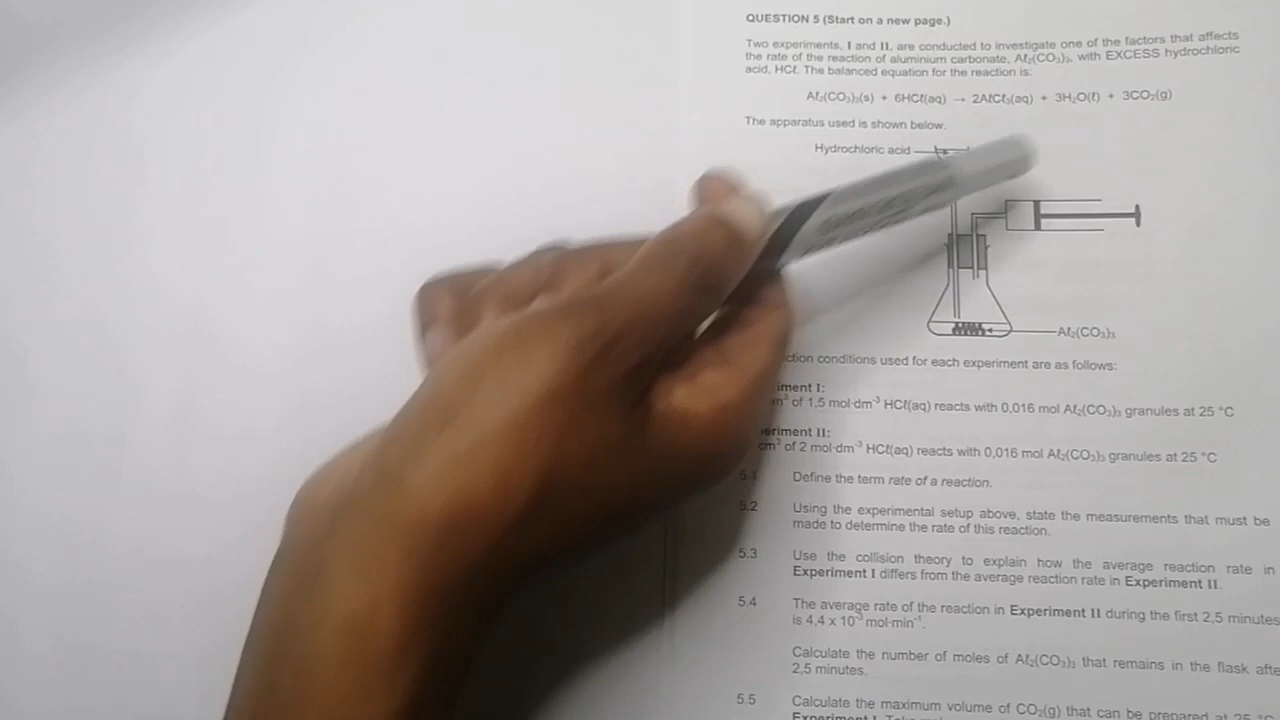 QUESTION 5 (Start on a new page.)
Two experiments, I and II, are conducted to investigate one of the factors that affects
the rate of the reaction of aluminium carbonate, Aℓ₂(CO₃)₃, with EXCESS hydrochloric
acid, HCℓ. The balanced equation for the reaction is:
Aℓ₂(CO₃)₃(s) + 6HCℓ(aq) → 2AℓCℓ₃(aq) + 3H₂O(ℓ) + 3CO₂(g)
The apparatus used is shown below.
Hydrochloric acid
Aℓ₂(CO₃)₃
ction conditions used for each experiment are as follows:
iment I:
m³ of 1,5 mol·dm⁻³ HCℓ(aq) reacts with 0,016 mol Aℓ₂(CO₃)₃ granules at 25 °C
eriment II:
cm³ of 2 mol·dm⁻³ HCℓ(aq) reacts with 0,016 mol Aℓ₂(CO₃)₃ granules at 25 °C
5.1 Define the term rate of a reaction.
5.2 Using the experimental setup above, state the measurements that must be
made to determine the rate of this reaction.
5.3 Use the collision theory to explain how the average reaction rate in
Experiment I differs from the average reaction rate in Experiment II.
5.4 The average rate of the reaction in Experiment II during the first 2,5 minutes
is 4,4 x 10⁻³ mol·min⁻¹.
Calculate the number of moles of Aℓ₂(CO₃)₃ that remains in the flask afte
2,5 minutes.
5.5 Calculate the maximum volume of CO₂(g) that can be prepared at 25 °C
Experiment I.